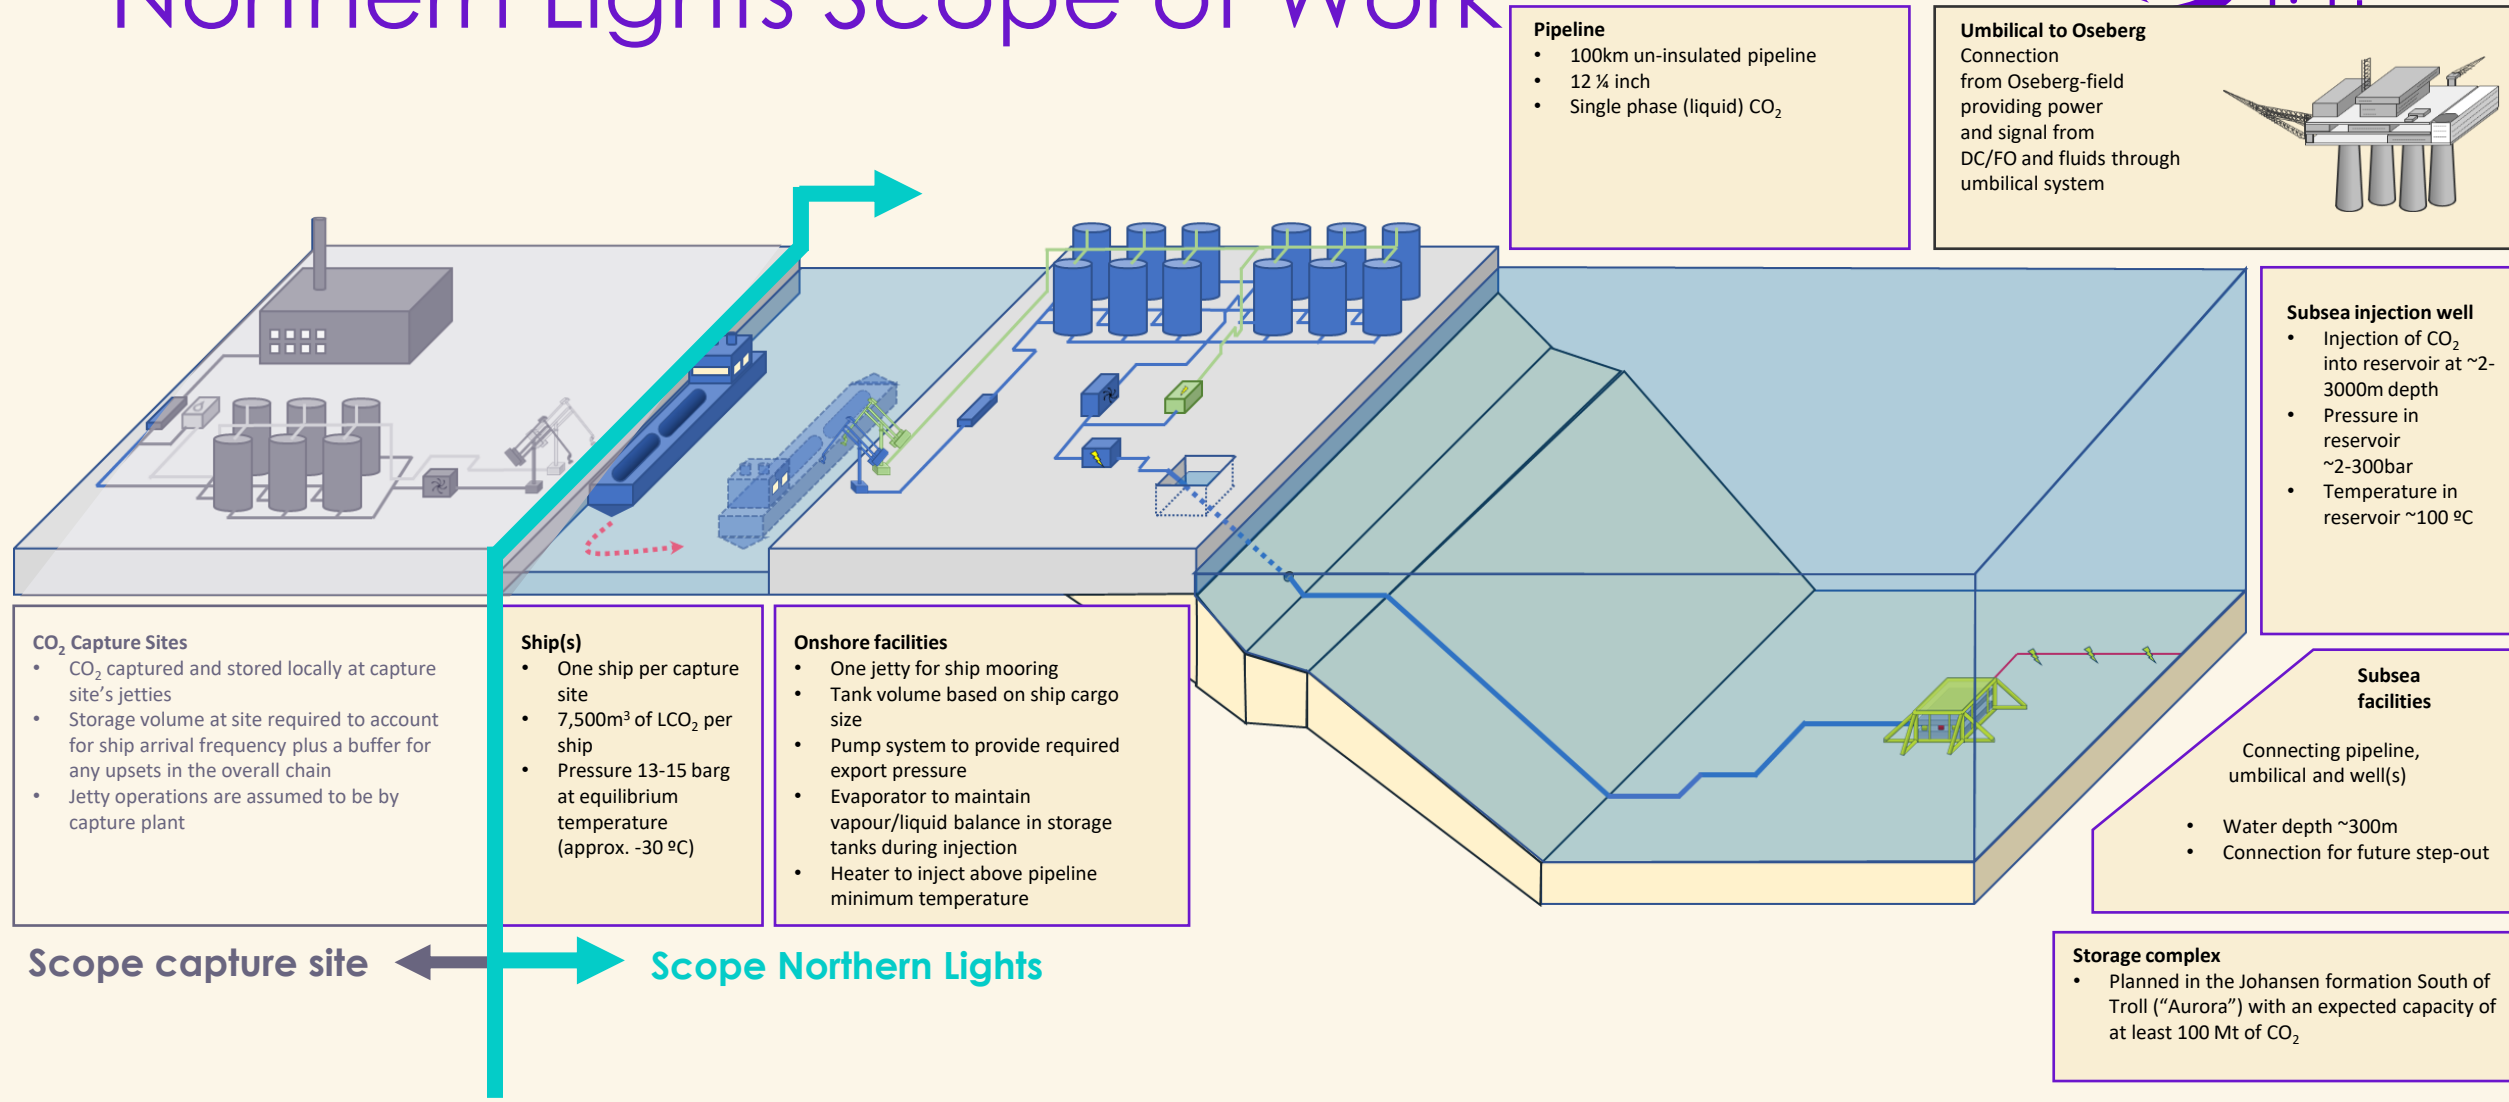 Northern Lights Scope of Work
Pipeline
• 100km un-insulated pipeline
• 12 ¼ inch
• Single phase (liquid) CO₂
Umbilical to Oseberg
Connection
from Oseberg-field
providing power
and signal from
DC/FO and fluids through
umbilical system
Subsea injection well
• Injection of CO₂
into reservoir at ~2-
3000m depth
• Pressure in
reservoir
~2-300bar
• Temperature in
reservoir ~100 ºC
CO₂ Capture Sites
• CO₂ captured and stored locally at capture
site's jetties
• Storage volume at site required to account
for ship arrival frequency plus a buffer for
any upsets in the overall chain
• Jetty operations are assumed to be by
capture plant
Ship(s)
• One ship per capture
site
• 7,500m³ of LCO₂ per
ship
• Pressure 13-15 barg
at equilibrium
temperature
(approx. -30 ºC)
Onshore facilities
• One jetty for ship mooring
• Tank volume based on ship cargo
size
• Pump system to provide required
export pressure
• Evaporator to maintain
vapour/liquid balance in storage
tanks during injection
• Heater to inject above pipeline
minimum temperature
Subsea
facilities
Connecting pipeline,
umbilical and well(s)
• Water depth ~300m
• Connection for future step-out
Scope capture site
Scope Northern Lights
Storage complex
• Planned in the Johansen formation South of
Troll ("Aurora") with an expected capacity of
at least 100 Mt of CO₂